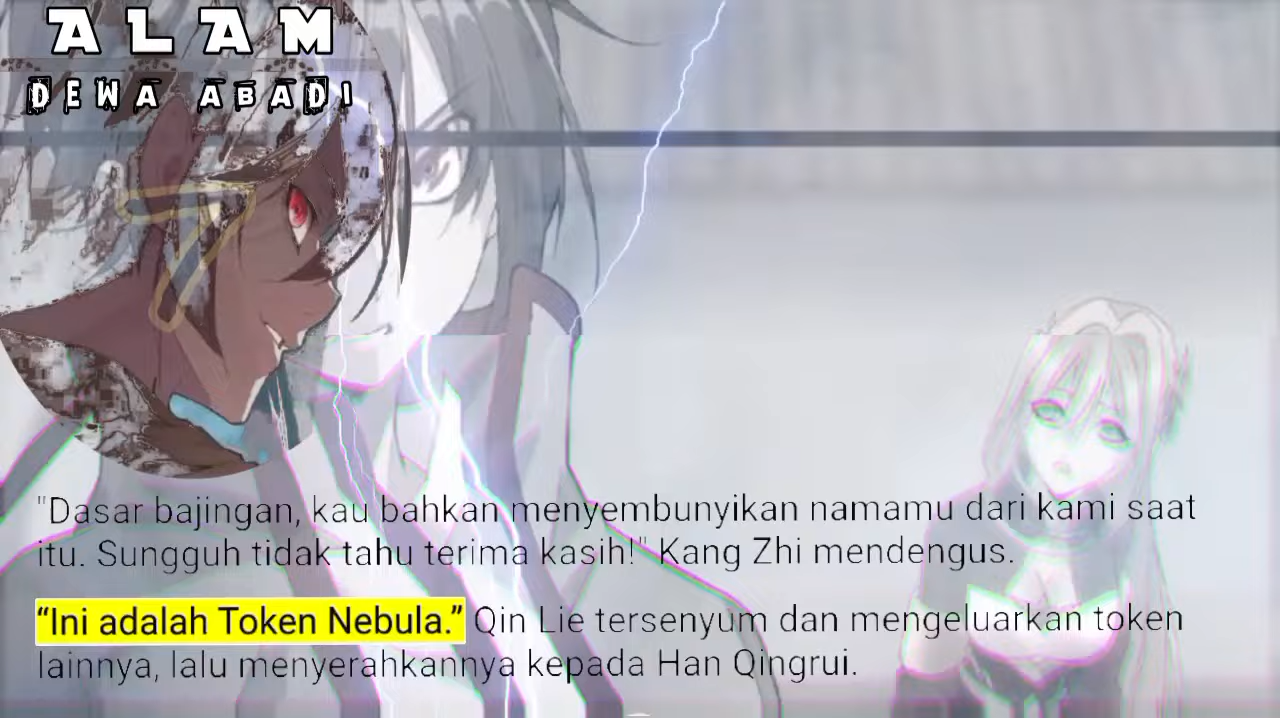 ALAM
DEWA ABADI
"Dasar bajingan, kau bahkan menyembunyikan namamu dari kami saat
itu. Sungguh tidak tahu terima kasih!" Kang Zhi mendengus.
“Ini adalah Token Nebula.” Qin Lie tersenyum dan mengeluarkan token
lainnya, lalu menyerahkannya kepada Han Qingrui.